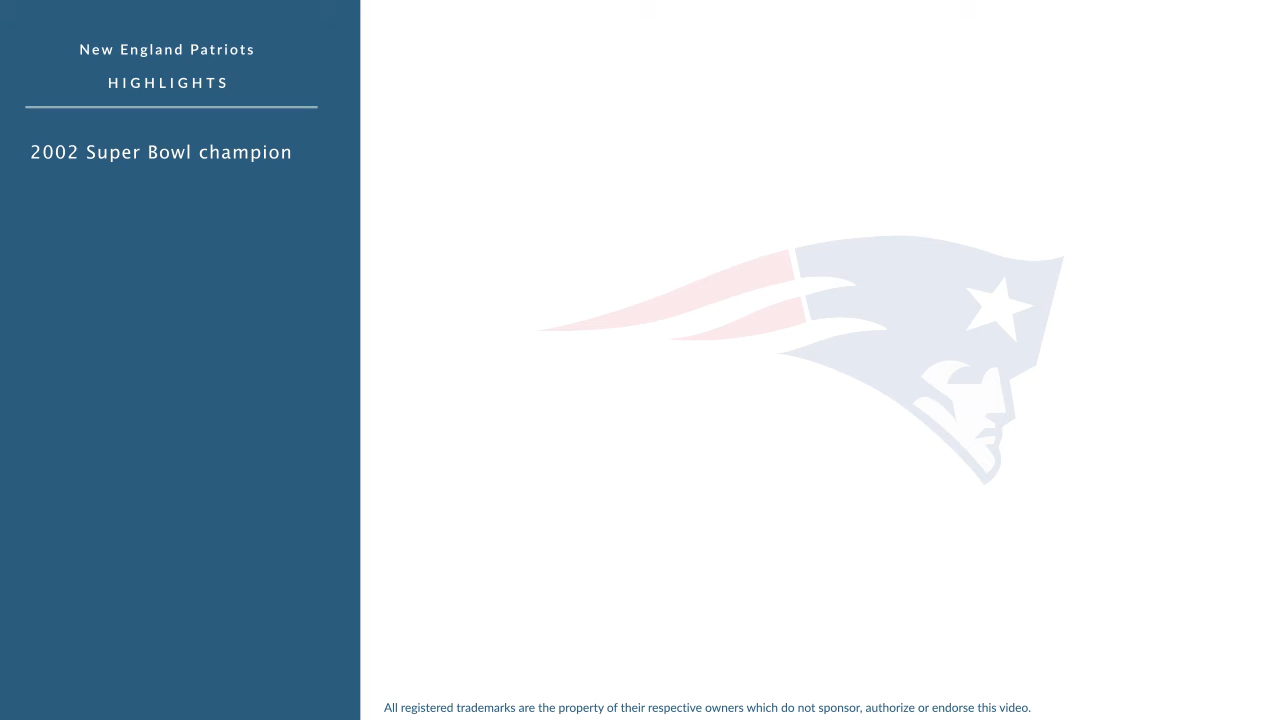 New England Patriots
HIGHLIGHTS
2002 Super Bowl champion
All registered trademarks are the property of their respective owners which do not sponsor, authorize or endorse this video.